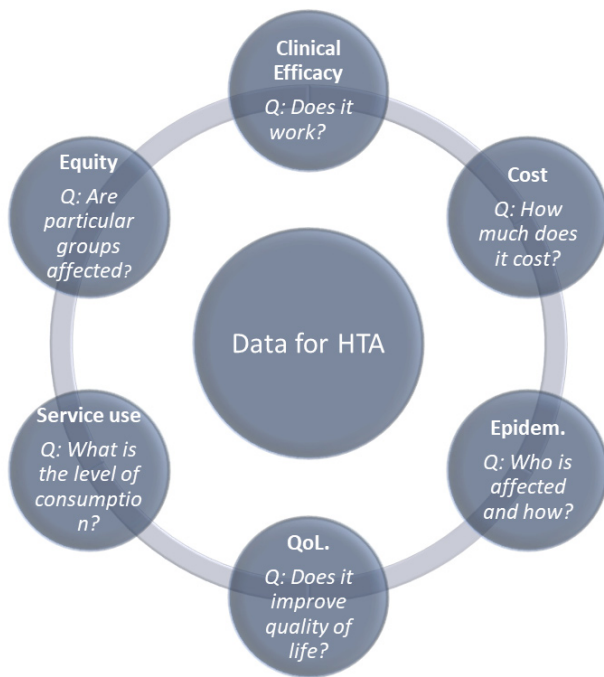 Clinical
Efficacy
Q: Does it
work?
Cost
Q: How
much does
it cost?
Epidem.
Q: Who is
affected
and how?
QoL.
Q: Does it
improve
quality of
life?
Service use
Q: What is
the level of
consumptio
n?
Equity
Q: Are
particular
groups
affected?
Data for HTA